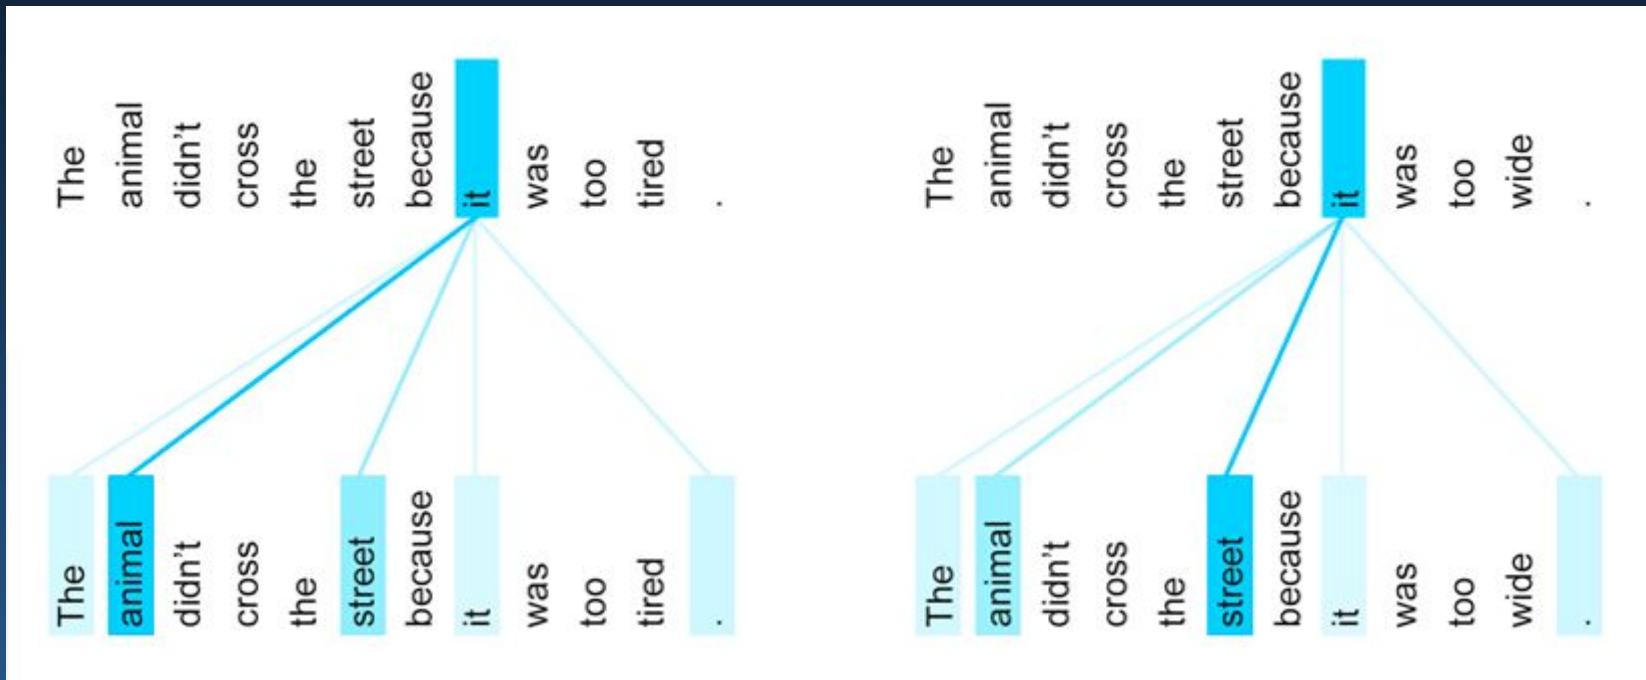 The animal didn't cross the street because it was too tired .
The animal didn't cross the street because it was too wide .
The animal didn't cross the street because it was too tired .
The animal didn't cross the street because it was too wide .